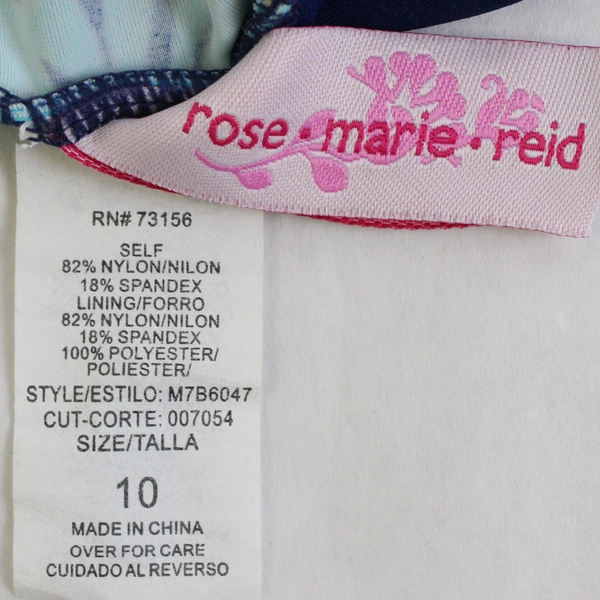 rose • marie • reid
RN# 73156
SELF
82% NYLON/NILON
18% SPANDEX
LINING/FORRO
82% NYLON/NILON
18% SPANDEX
100% POLYESTER/
POLIESTER/
STYLE/ESTILO: M7B6047
CUT-CORTE: 007054
SIZE/TALLA
10
MADE IN CHINA
OVER FOR CARE
CUIDADO AL REVERSO